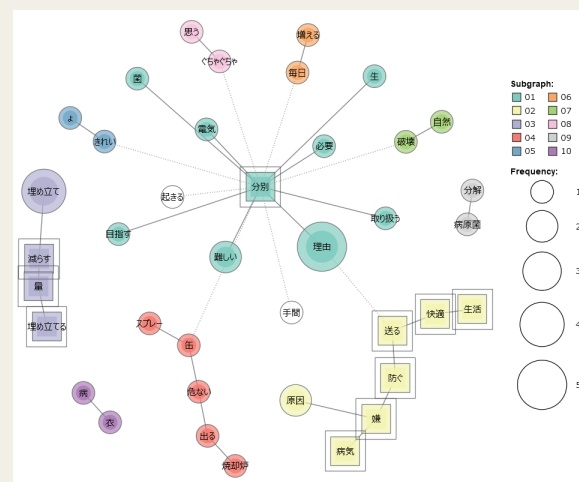 思う
ぐちゃぐちゃ
増える
毎日
菌
生
電気
必要
よ
きれい
破壊
自然
埋め立て
起きる
分別
分解
病原菌
目指す
取り扱う
難しい
理由
減らす
量
埋め立てる
手間
スプレー
缶
送る
快適
生活
防ぐ
病
衣
危ない
原因
嫌
出る
病気
焼却炉
Subgraph:
01 06
02 07
03 08
04 09
05 10
Frequency:
1
2
3
4
5